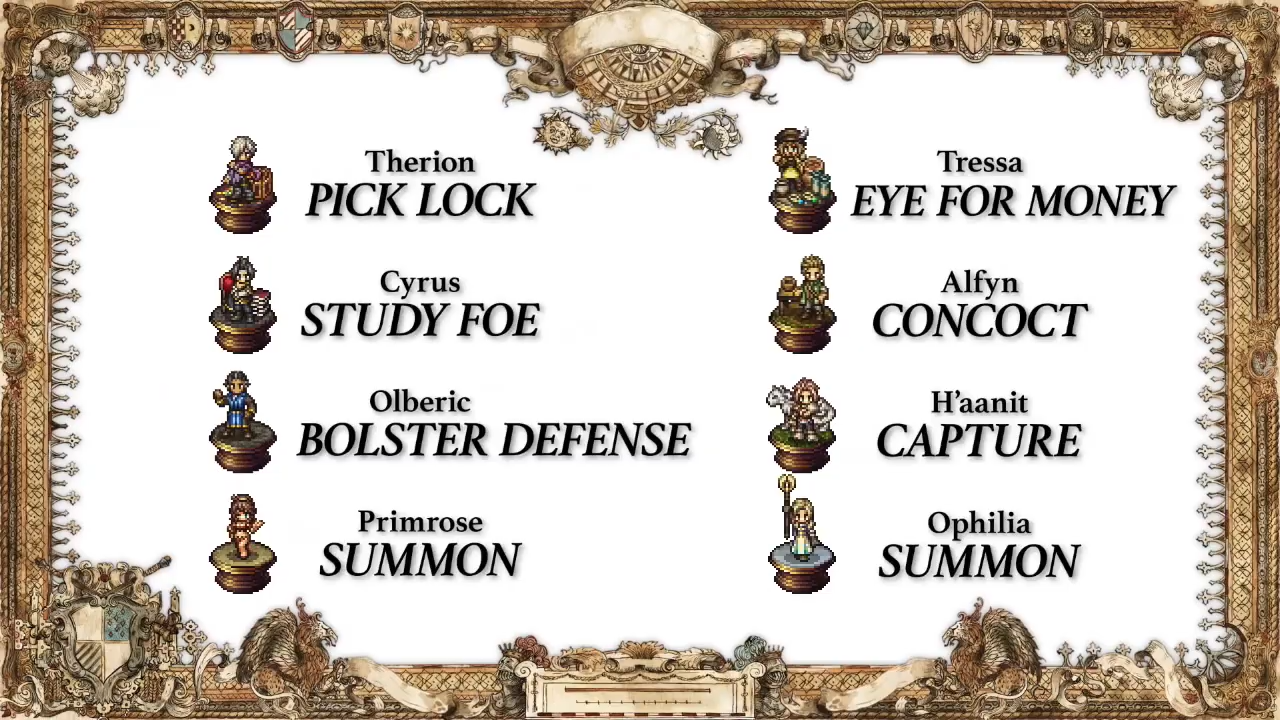 Therion
PICK LOCK
Tressa
EYE FOR MONEY
Cyrus
STUDY FOE
Alfyn
CONCOCT
Olberic
BOLSTER DEFENSE
H’aanit
CAPTURE
Primrose
SUMMON
Ophilia
SUMMON